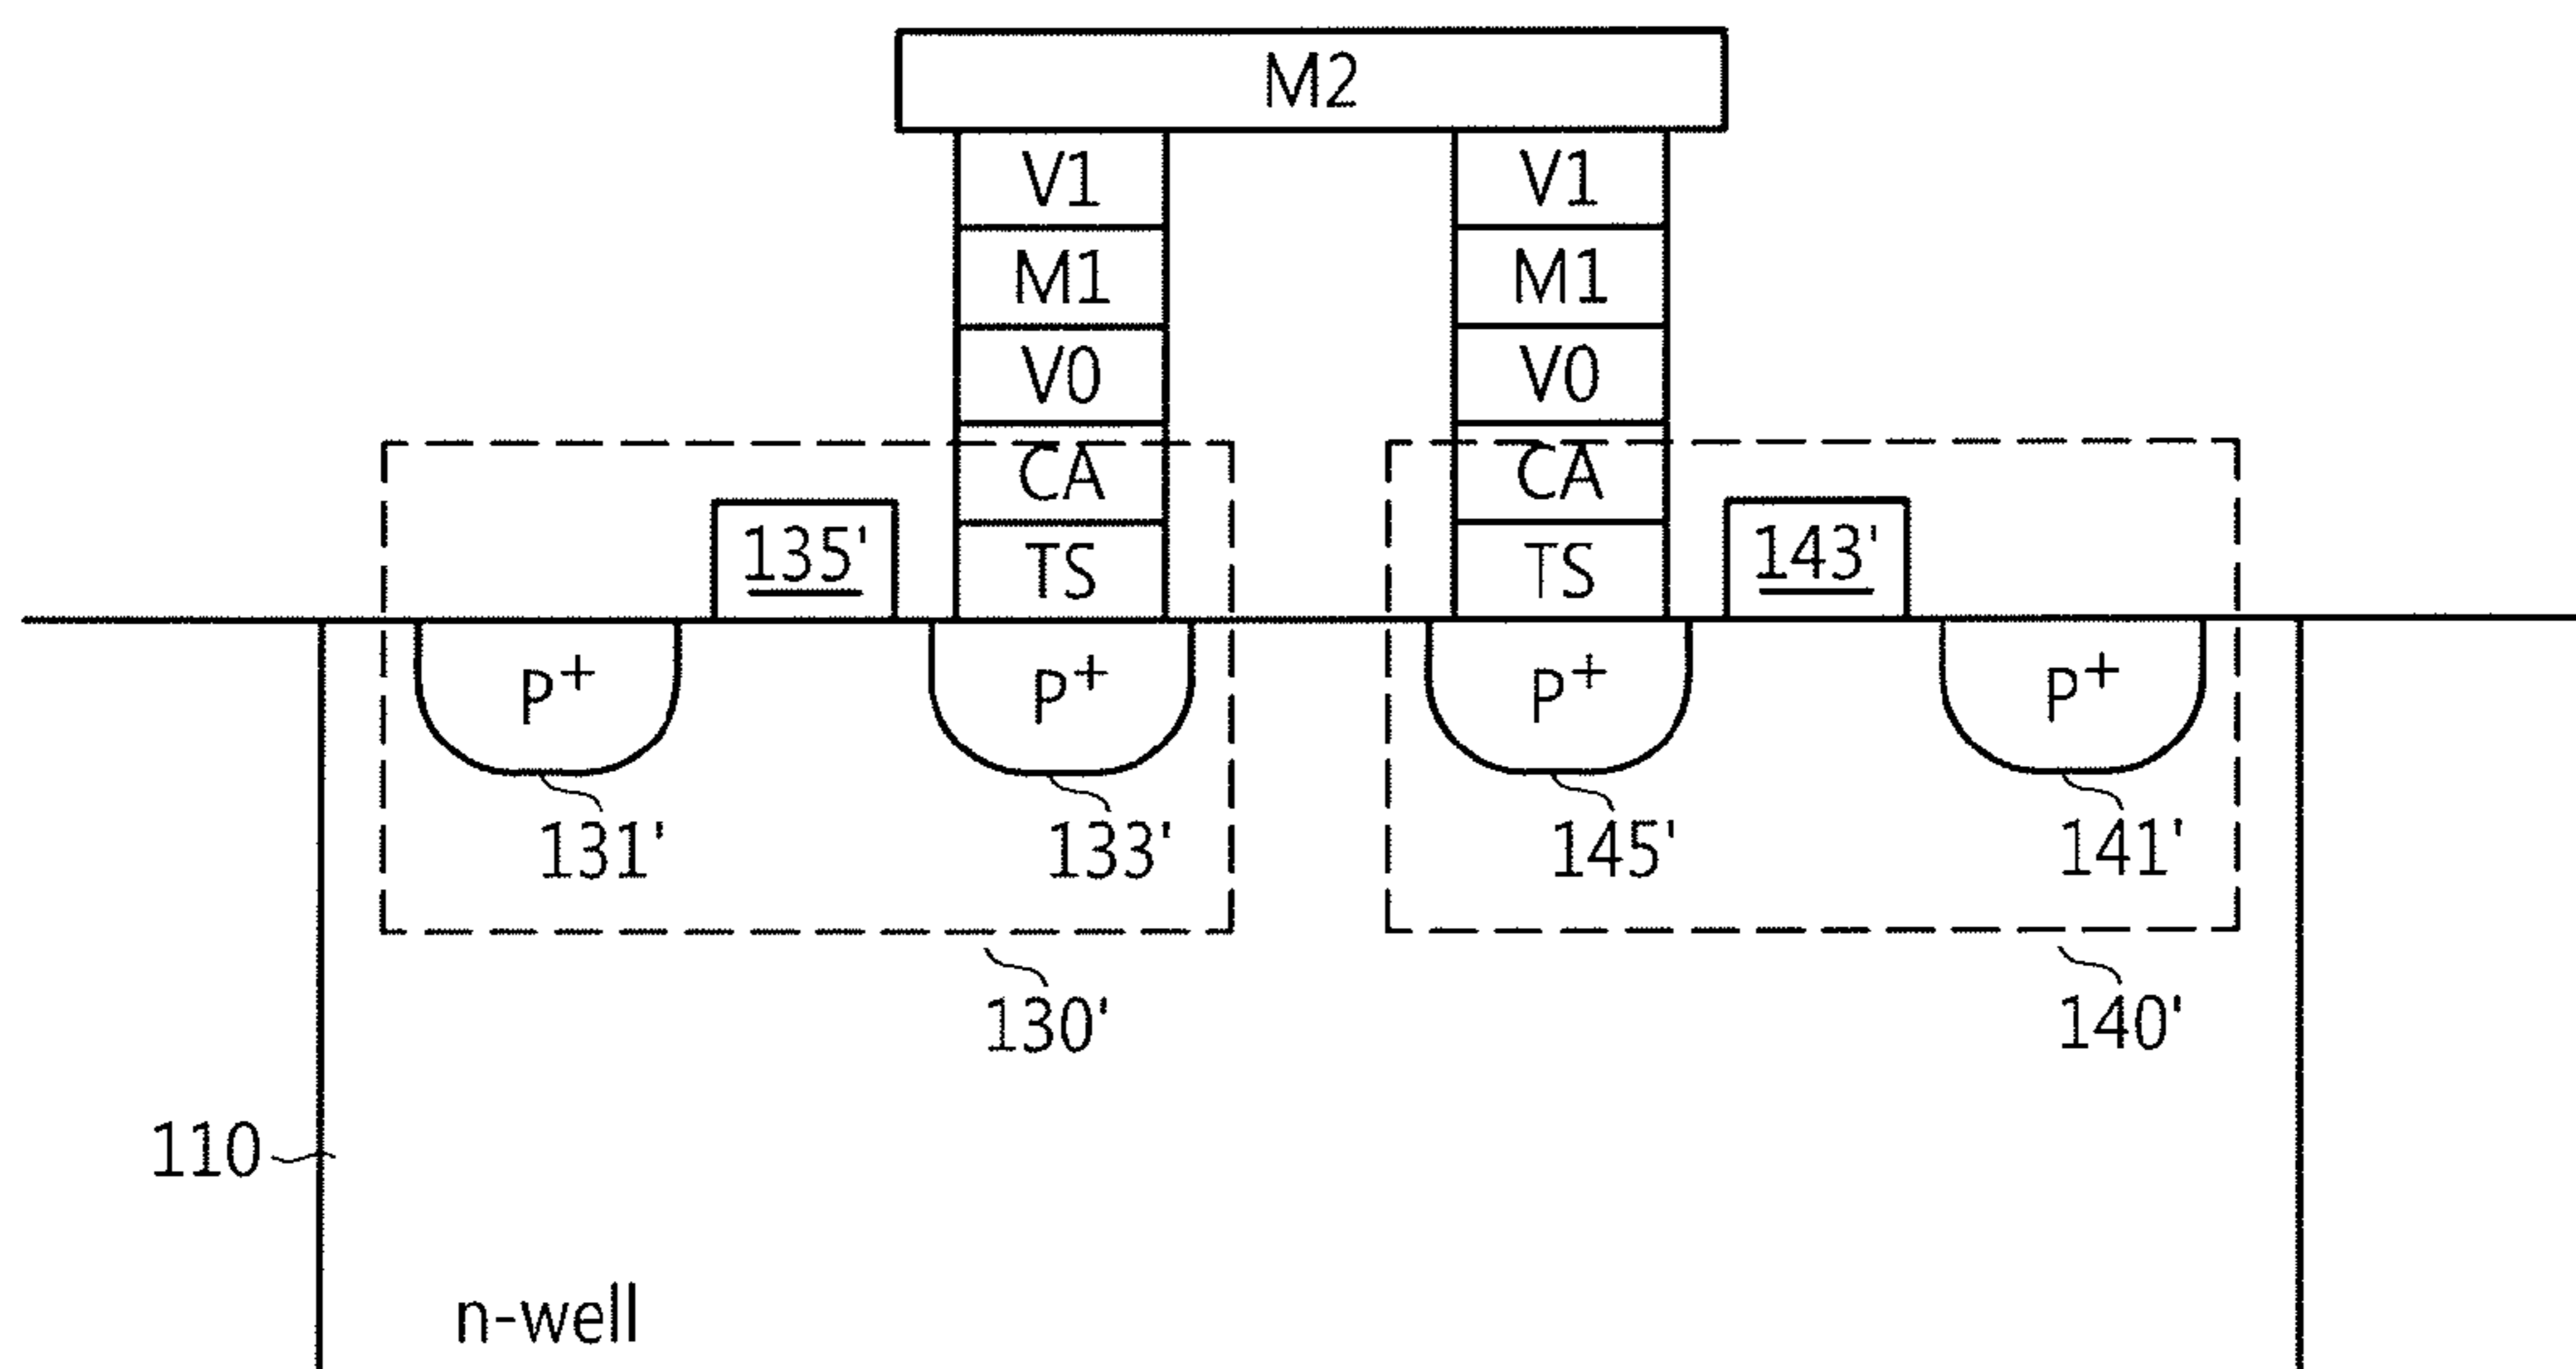 M2
V1 V1
M1 M1
V0 V0
CA CA
135' TS TS 143'
P+ P+ P+ P+
131' 133' 145' 141'
130' 140'
110
n-well